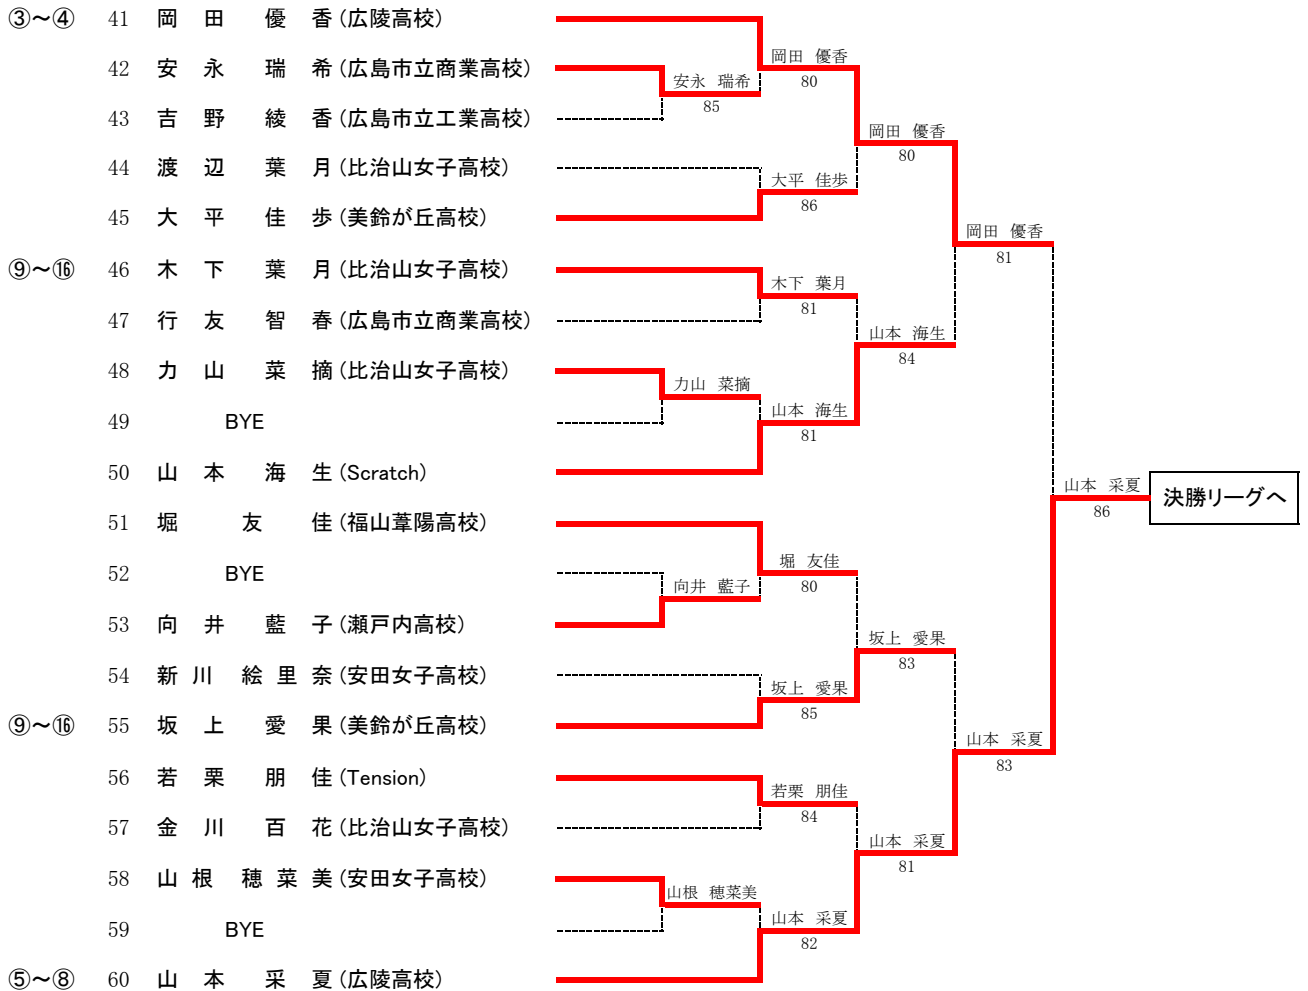 ③～④ 41 岡 田 優 香 (広陵高校)
岡田 優香
42 安 永 瑞 希 (広島市立商業高校)
安永 瑞希 80
85
43 吉 野 綾 香 (広島市立工業高校)
岡田 優香
80
44 渡 辺 葉 月 (比治山女子高校)
大平 佳歩
86
45 大 平 佳 歩 (美鈴が丘高校)
岡田 優香
81
⑨～⑯ 46 木 下 葉 月 (比治山女子高校)
木下 葉月
81
47 行 友 智 春 (広島市立商業高校)
山本 海生
84
48 力 山 菜 摘 (比治山女子高校)
力山 菜摘
山本 海生
49 BYE
81
50 山 本 海 生 (Scratch)
山本 采夏
決勝リーグへ
86
51 堀 友 佳 (福山葦陽高校)
堀 友佳
52 BYE
向井 藍子 80
53 向 井 藍 子 (瀬戸内高校)
坂上 愛果
83
54 新 川 絵 里 奈 (安田女子高校)
坂上 愛果
85
⑨～⑯ 55 坂 上 愛 果 (美鈴が丘高校)
山本 采夏
83
56 若 栗 朋 佳 (Tension)
若栗 朋佳
84
57 金 川 百 花 (比治山女子高校)
山本 采夏
81
58 山 根 穂 菜 美 (安田女子高校)
山根 穂菜美
山本 采夏
59 BYE
82
⑤～⑧ 60 山 本 采 夏 (広陵高校)